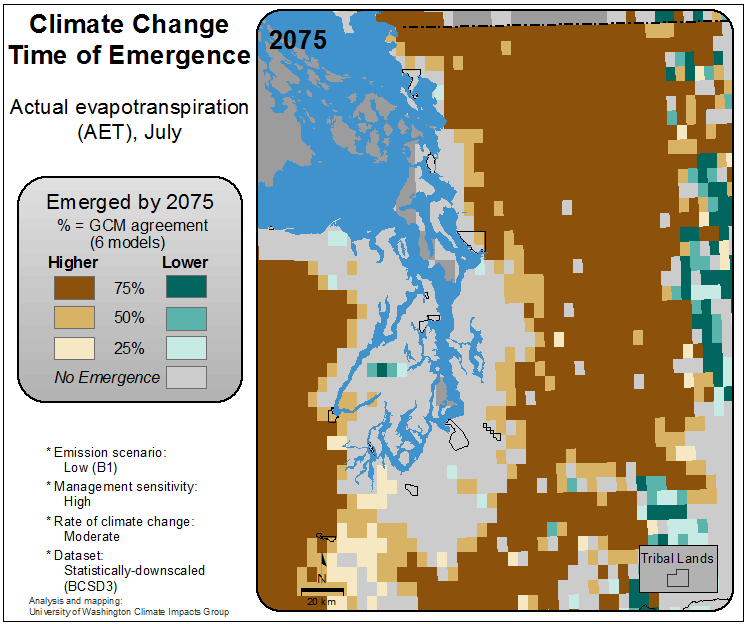 Climate Change
Time of Emergence
Actual evapotranspiration
(AET), July
2075
Emerged by 2075
% = GCM agreement
(6 models)
Higher Lower
75%
50%
25%
No Emergence
* Emission scenario:
Low (B1)
* Management sensitivity:
High
* Rate of climate change:
Moderate
* Dataset:
Statistically-downscaled
(BCSD3)
Analysis and mapping:
University of Washington Climate Impacts Group
N
20 km
Tribal Lands